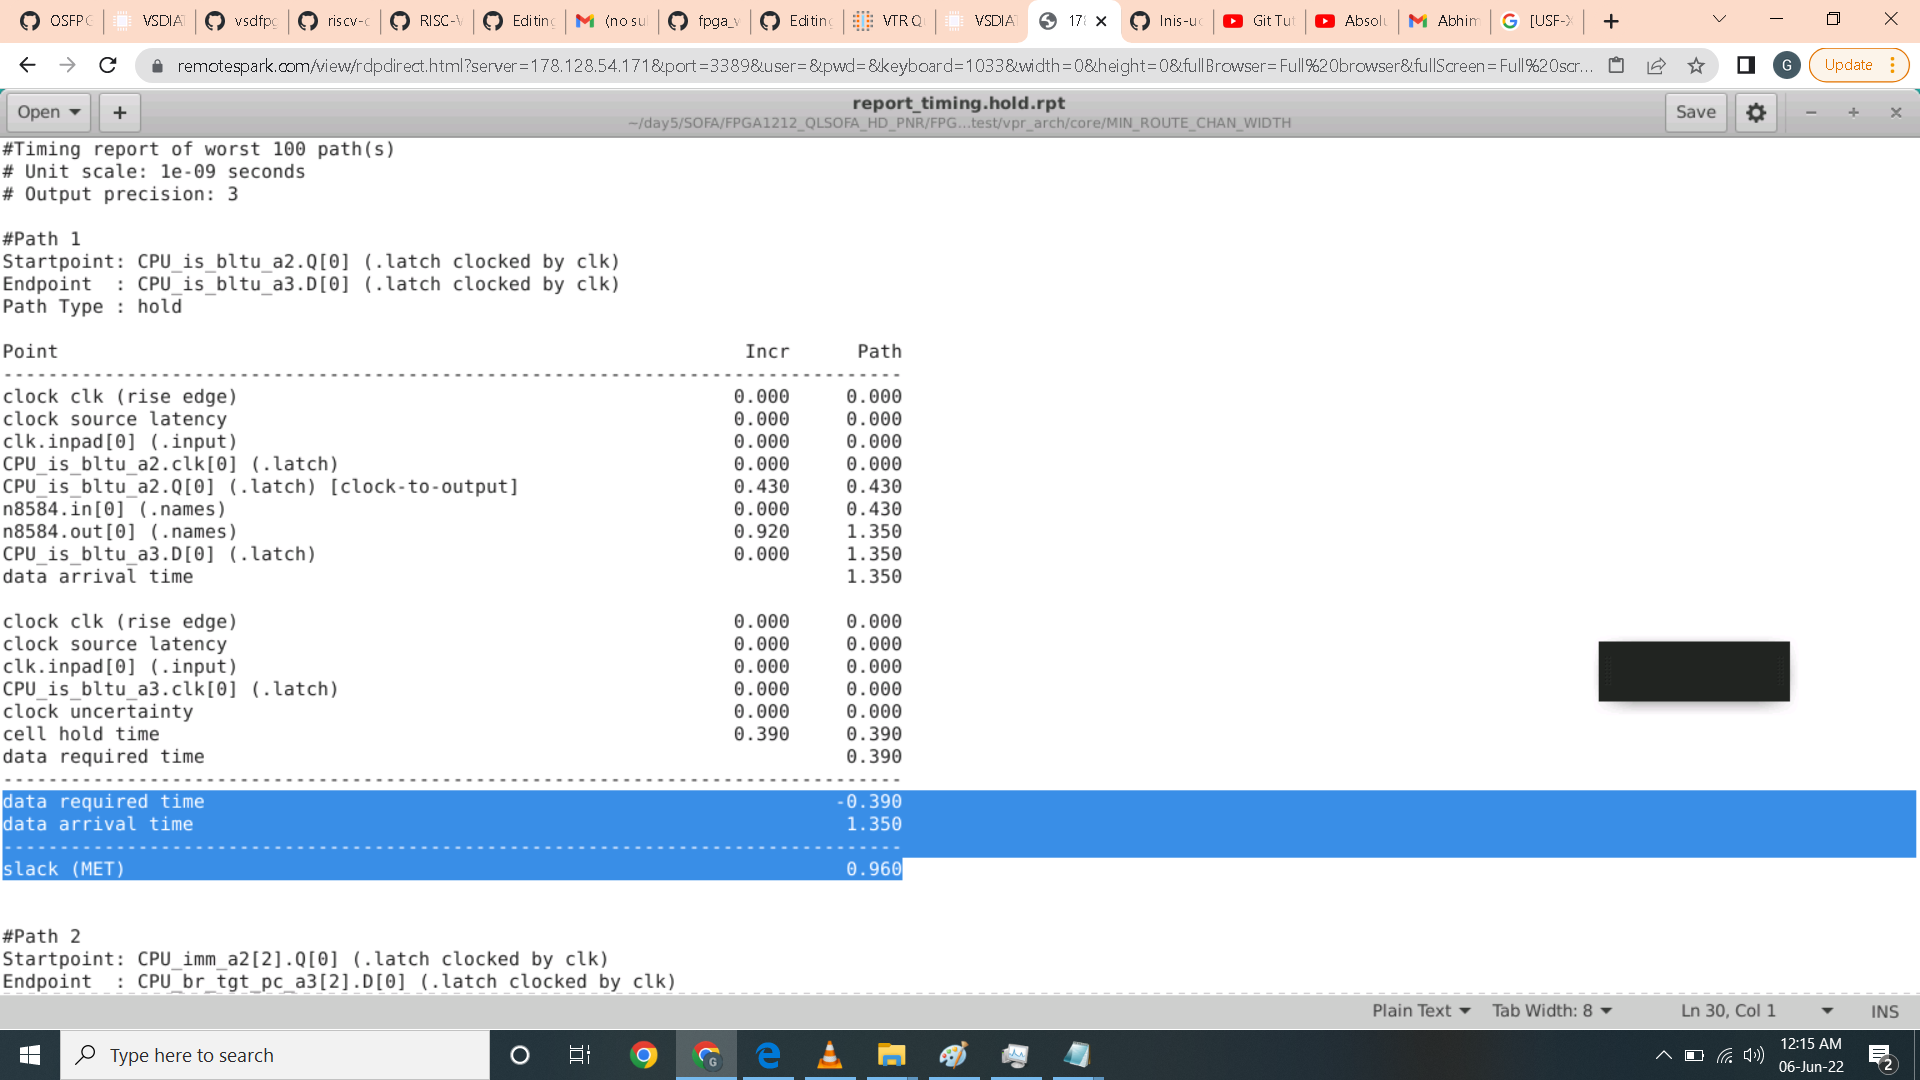 OSFPG
VSDIAT
vsdfpg
riscv-c
RISC-V
Editing
(no sul
fpga_v
Editing
VTR Q
VSDIAT
178
lnis-uc
Git Tut
Absolu
Abhim
[USF-X
remotespark.com/view/rdpdirect.html?server=178.128.54.171&port=3389&user=&pwd=&keyboard=1033&width=0&height=0&fullBrowser=Full%20browser&fullScreen=Full%20scr...
G
Update
Open
report_timing.hold.rpt
~/day5/SOFA/FPGA1212_QLSOFA_HD_PNR/FPG...test/vpr_arch/core/MIN_ROUTE_CHAN_WIDTH
Save
#Timing report of worst 100 path(s)
# Unit scale: 1e-09 seconds
# Output precision: 3
#Path 1
Startpoint: CPU_is_bltu_a2.Q[0] (.latch clocked by clk)
Endpoint  : CPU_is_bltu_a3.D[0] (.latch clocked by clk)
Path Type : hold
Point Incr Path
--------------------------------------------------------------------------------
clock clk (rise edge) 0.000 0.000
clock source latency 0.000 0.000
clk.inpad[0] (.input) 0.000 0.000
CPU_is_bltu_a2.clk[0] (.latch) 0.000 0.000
CPU_is_bltu_a2.Q[0] (.latch) [clock-to-output] 0.430 0.430
n8584.in[0] (.names) 0.000 0.430
n8584.out[0] (.names) 0.920 1.350
CPU_is_bltu_a3.D[0] (.latch) 0.000 1.350
data arrival time 1.350
clock clk (rise edge) 0.000 0.000
clock source latency 0.000 0.000
clk.inpad[0] (.input) 0.000 0.000
CPU_is_bltu_a3.clk[0] (.latch) 0.000 0.000
clock uncertainty 0.000 0.000
cell hold time 0.390 0.390
data required time 0.390
--------------------------------------------------------------------------------
data required time -0.390
data arrival time 1.350
--------------------------------------------------------------------------------
slack (MET) 0.960
#Path 2
Startpoint: CPU_imm_a2[2].Q[0] (.latch clocked by clk)
Endpoint  : CPU_br_tgt_pc_a3[2].D[0] (.latch clocked by clk)
Plain Text
Tab Width: 8
Ln 30, Col 1
INS
Type here to search
G
12:15 AM
06-Jun-22
2